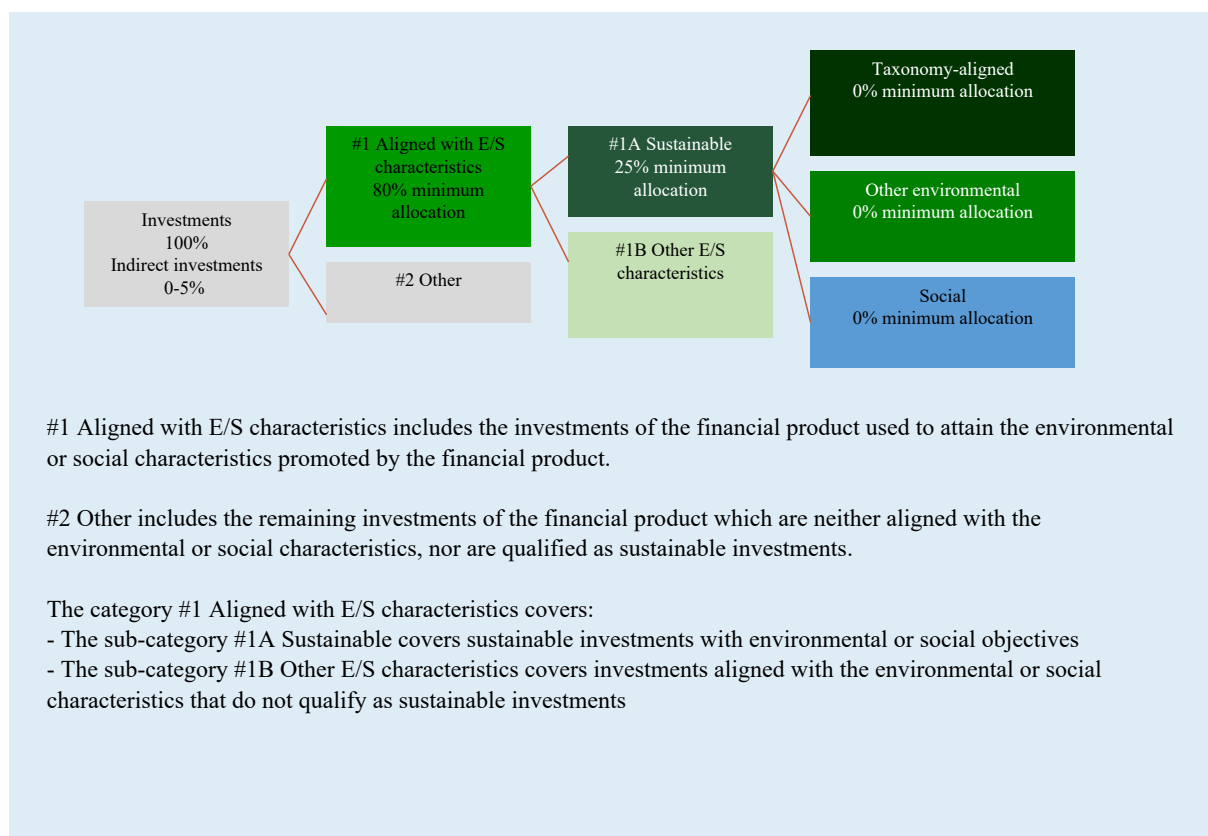 Investments
100%
Indirect investments
0-5%
#1 Aligned with E/S
characteristics
80% minimum
allocation
#2 Other
#1A Sustainable
25% minimum
allocation
#1B Other E/S
characteristics
Taxonomy-aligned
0% minimum allocation
Other environmental
0% minimum allocation
Social
0% minimum allocation
#1 Aligned with E/S characteristics includes the investments of the financial product used to attain the environmental
or social characteristics promoted by the financial product.
#2 Other includes the remaining investments of the financial product which are neither aligned with the
environmental or social characteristics, nor are qualified as sustainable investments.
The category #1 Aligned with E/S characteristics covers:
- The sub-category #1A Sustainable covers sustainable investments with environmental or social objectives
- The sub-category #1B Other E/S characteristics covers investments aligned with the environmental or social
characteristics that do not qualify as sustainable investments